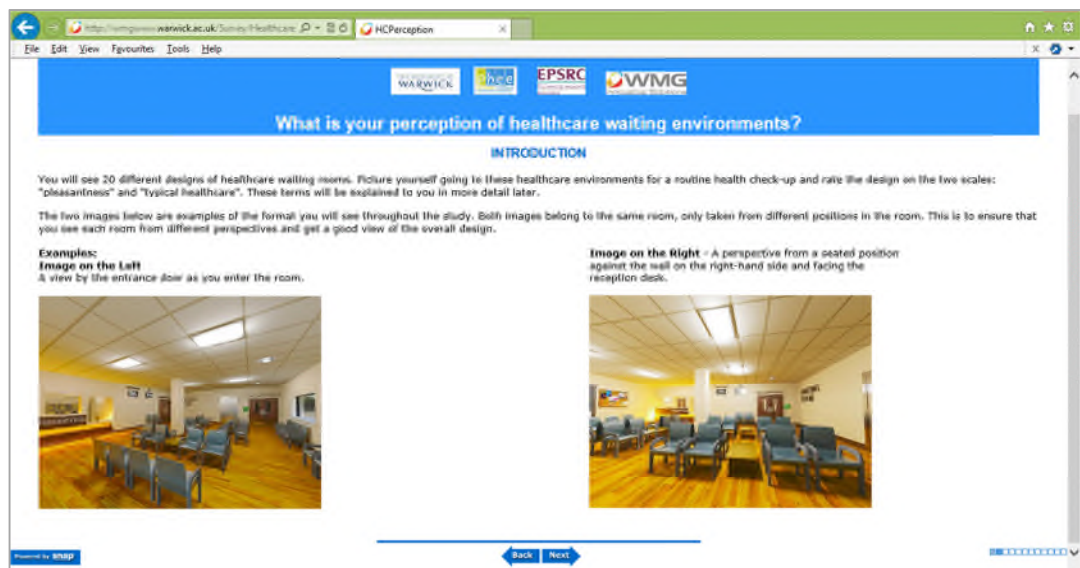 warwick.ac.uk/Survey/Healthcare
HCPerception
File Edit View Favourites Tools Help
WARWICK
EPSRC
WMG
What is your perception of healthcare waiting environments?
INTRODUCTION
You will see 20 different designs of healthcare waiting rooms. Picture yourself going to these healthcare environments for a routine health check-up and rate the design on the two scales:
"pleasantness" and "typical healthcare". These terms will be explained to you in more detail later.
The two images below are examples of the format you will see throughout the study. Both images belong to the same room, only taken from different positions in the room. This is to ensure that
you see each room from different perspectives and get a good view of the overall design.
Examples:
Image on the Left
A view by the entrance door as you enter the room.
Image on the Right - A perspective from a seated position
against the wall on the right-hand side and facing the
reception desk.
Powered by snap
Back Next